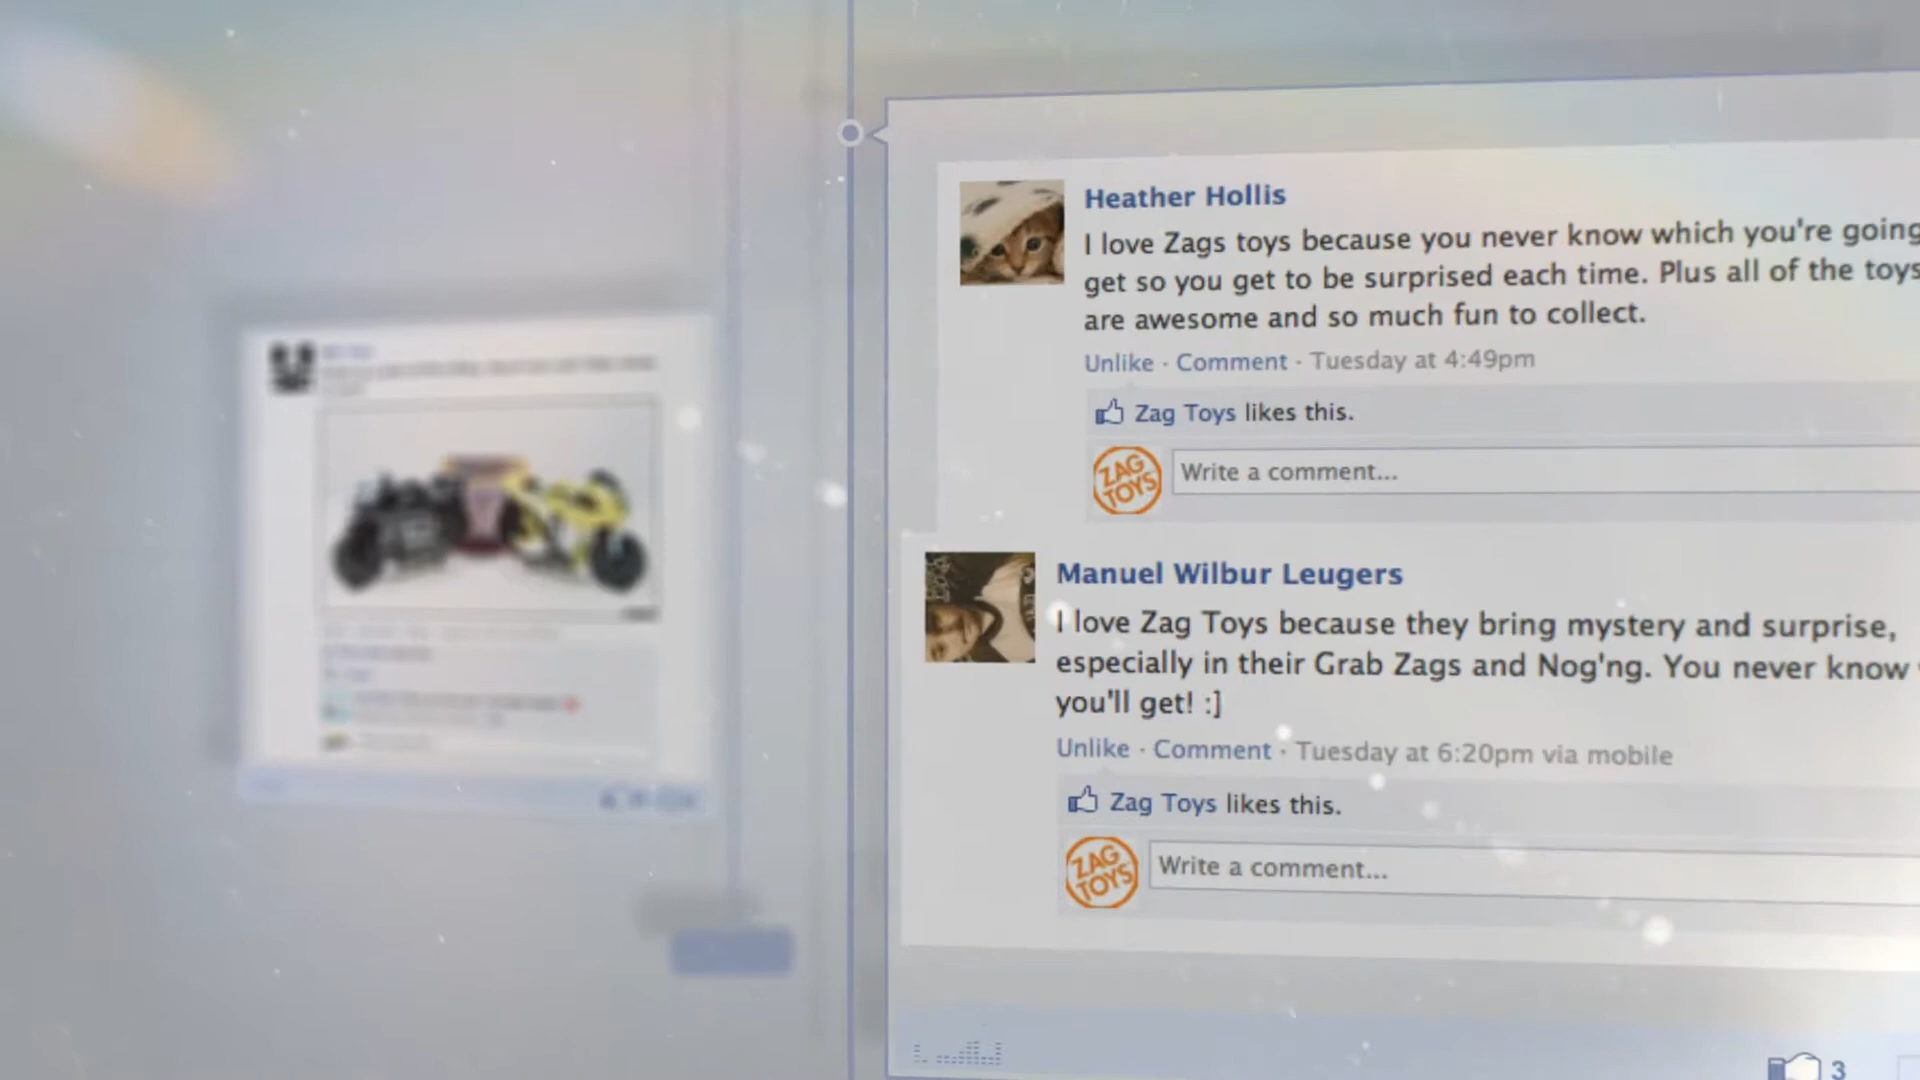 Heather Hollis
I love Zags toys because you never know which you're going
get so you get to be surprised each time. Plus all of the toys
are awesome and so much fun to collect.
Unlike · Comment · Tuesday at 4:49pm
Zag Toys likes this.
ZAG TOYS
Write a comment...
Manuel Wilbur Leugers
I love Zag Toys because they bring mystery and surprise,
especially in their Grab Zags and Nog'ng. You never know
you'll get! :]
Unlike · Comment · Tuesday at 6:20pm via mobile
Zag Toys likes this.
ZAG TOYS
Write a comment...
3